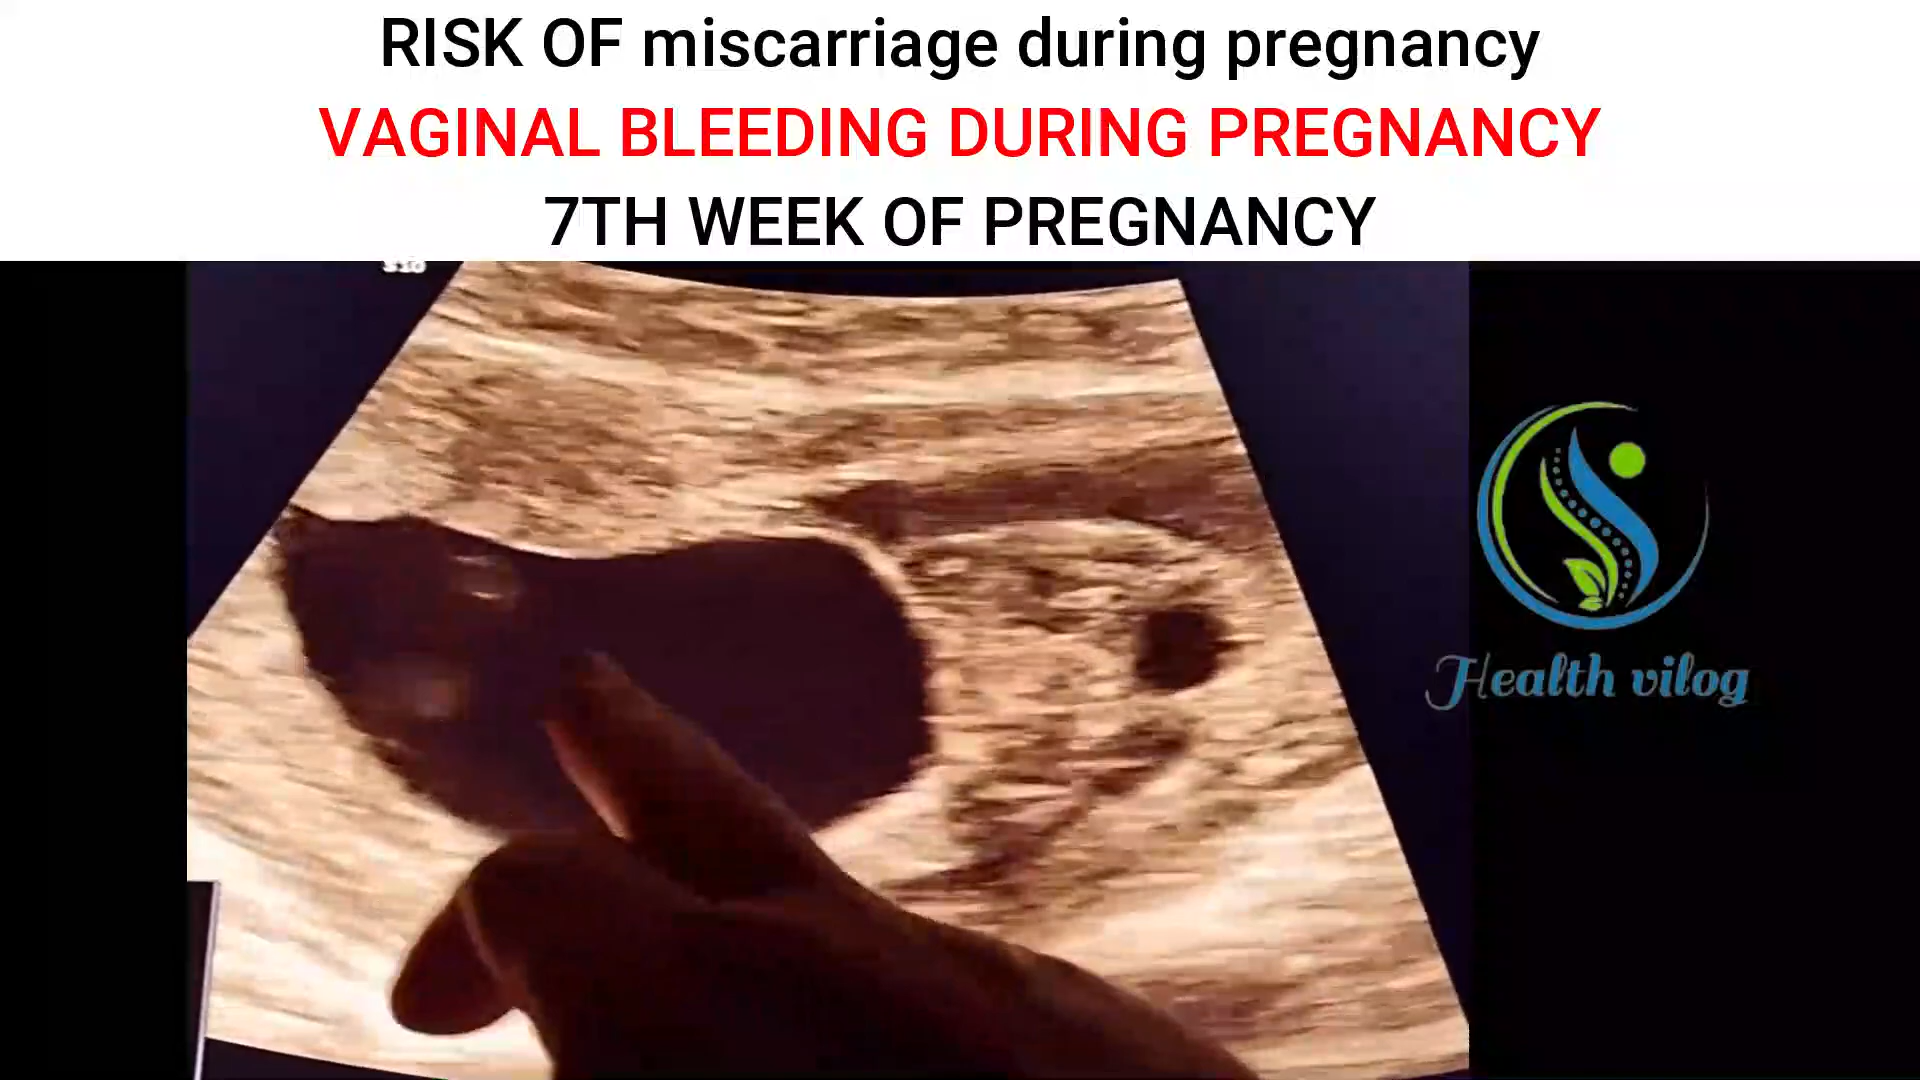 RISK OF miscarriage during pregnancy
VAGINAL BLEEDING DURING PREGNANCY
7TH WEEK OF PREGNANCY
Health vilog